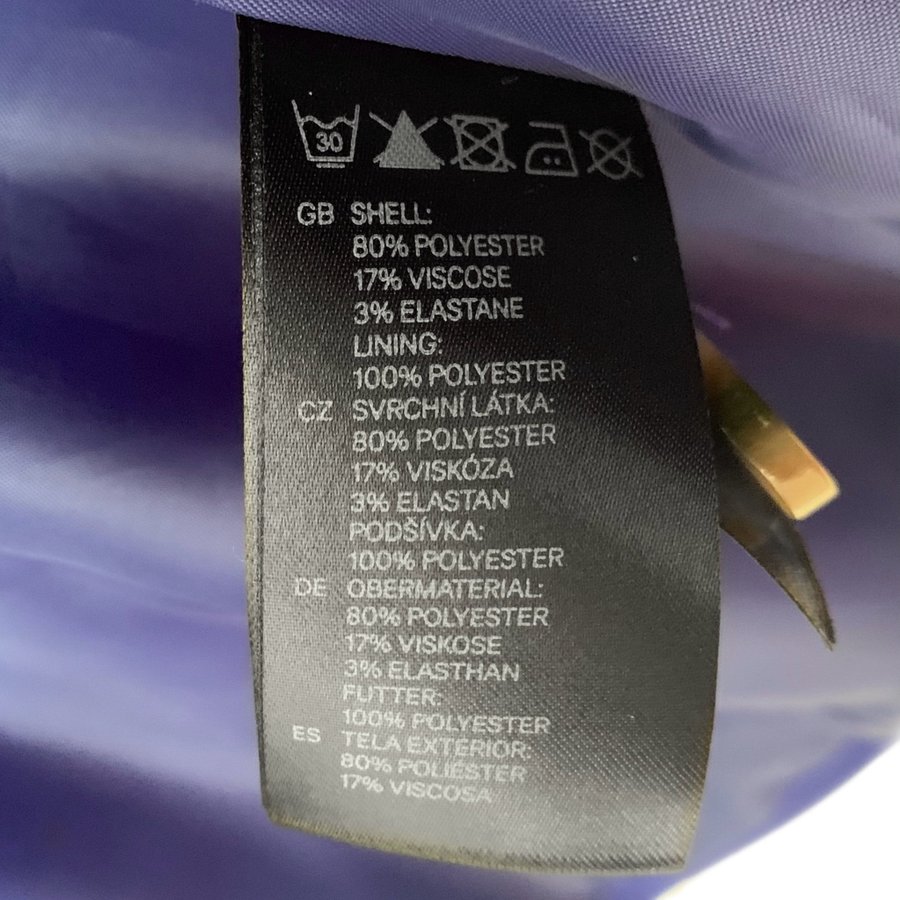 30
GB SHELL:
80% POLYESTER
17% VISCOSE
3% ELASTANE
LINING:
100% POLYESTER
CZ SVRCHNÍ LÁTKA:
80% POLYESTER
17% VISKÓZA
3% ELASTAN
PODŠÍVKA:
100% POLYESTER
DE OBERMATERIAL:
80% POLYESTER
17% VISKOSE
3% ELASTHAN
FUTTER:
100% POLYESTER
ES TELA EXTERIOR:
80% POLIÉSTER
17% VISCOSA